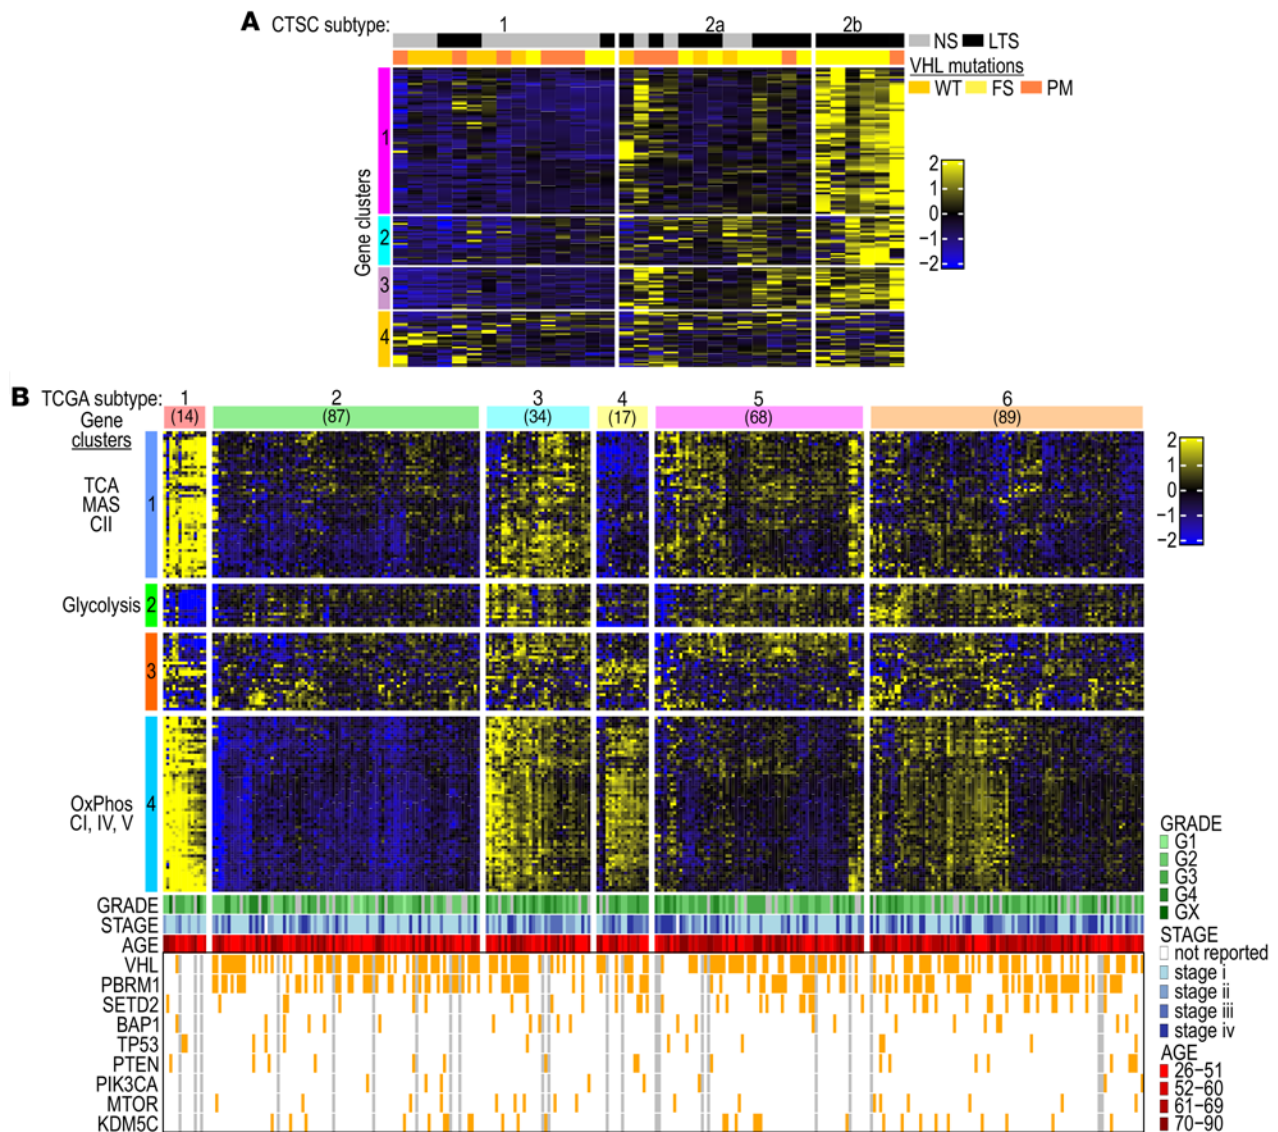 A CTSC subtype: 1 2a 2b
NS LTS
VHL mutations
WT FS PM
Gene clusters
1
2
3
4
2
1
0
−1
−2
B TCGA subtype: 1 2 3 4 5 6
Gene clusters
(14) (87) (34) (17) (68) (89)
TCA
MAS
CII
1
Glycolysis 2
3
OxPhos
CI, IV, V
4
2
1
0
−1
−2
GRADE
STAGE
AGE
VHL
PBRM1
SETD2
BAP1
TP53
PTEN
PIK3CA
MTOR
KDM5C
GRADE
G1
G2
G3
G4
GX
STAGE
not reported
stage i
stage ii
stage iii
stage iv
AGE
26−51
52−60
61−69
70−90